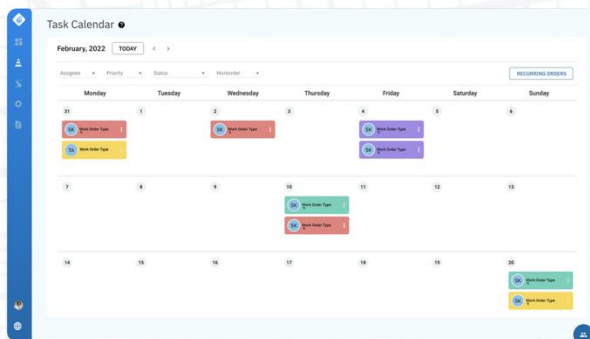 Task Calendar ?
February, 2022 TODAY < >
Assignee Priority Status Workorder RECURRING ORDERS
Monday Tuesday Wednesday Thursday Friday Saturday Sunday
31 1 2 3 4 5 6
SK Work Order Type SK Work Order Type SK Work Order Type
TA Work Order Type SK Work Order Type
7 8 9 10 11 12 13
SK Work Order Type
SK Work Order Type
14 15 16 17 18 19 20
SK Work Order Type
SK Work Order Type